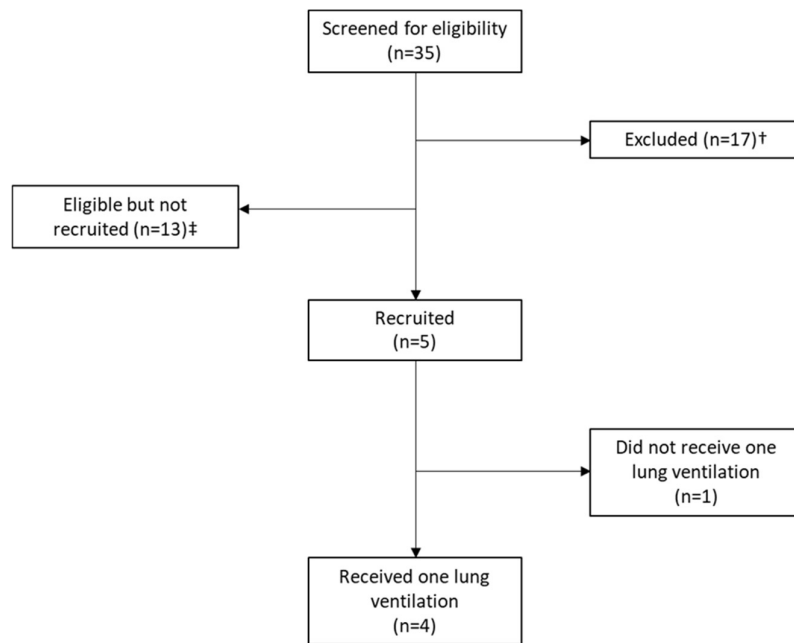 Screened for eligibility
(n=35)
Excluded (n=17)†
Eligible but not
recruited (n=13)‡
Recruited
(n=5)
Did not receive one
lung ventilation
(n=1)
Received one lung
ventilation
(n=4)